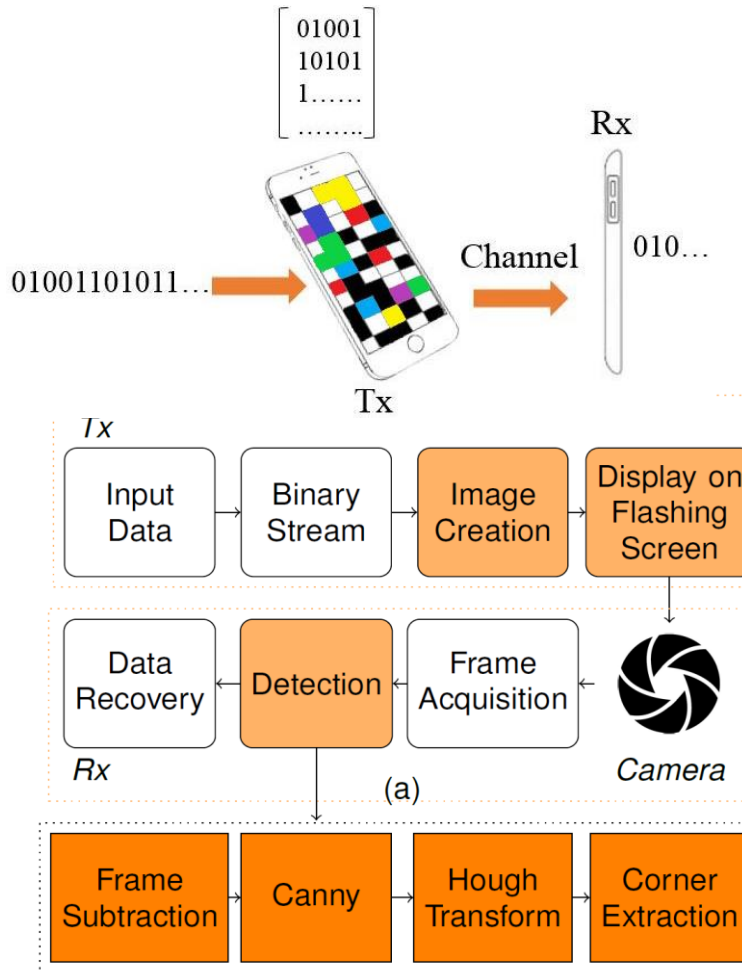 01001
10101
1……
……..
Rx
01001101011…
Channel
010…
Tx
Tx
Input
Data
Binary
Stream
Image
Creation
Display on
Flashing
Screen
Data
Recovery
Detection
Frame
Acquisition
Rx
Camera
(a)
Frame
Subtraction
Canny
Hough
Transform
Corner
Extraction